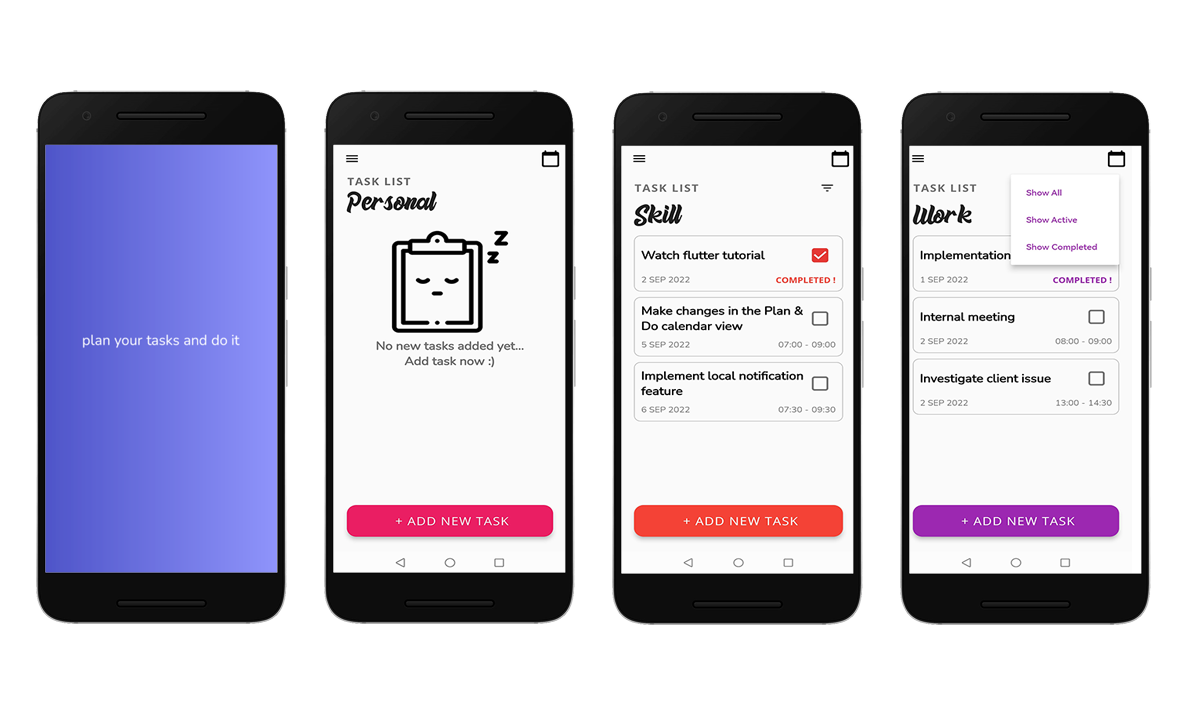 plan your tasks and do it
TASK LIST
Personal
Z
z
No new tasks added yet...
Add task now :)
+ ADD NEW TASK
TASK LIST
Skill
Watch flutter tutorial
2 SEP 2022 COMPLETED !
Make changes in the Plan &
Do calendar view
5 SEP 2022 07:00 - 09:00
Implement local notification
feature
6 SEP 2022 07:30 - 09:30
+ ADD NEW TASK
TASK LIST
Work
Show All
Show Active
Show Completed
Implementation
1 SEP 2022 COMPLETED !
Internal meeting
2 SEP 2022 08:00 - 09:00
Investigate client issue
2 SEP 2022 13:00 - 14:30
+ ADD NEW TASK